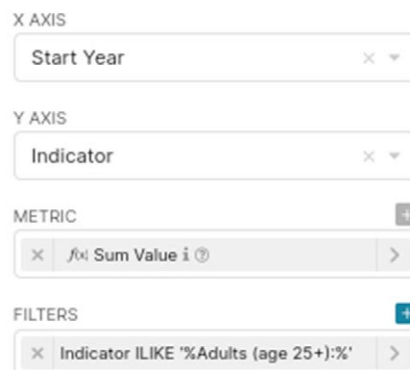 X AXIS
Start Year
Y AXIS
Indicator
METRIC
f(x) Sum Value
FILTERS
Indicator ILIKE '%Adults (age 25+):%'